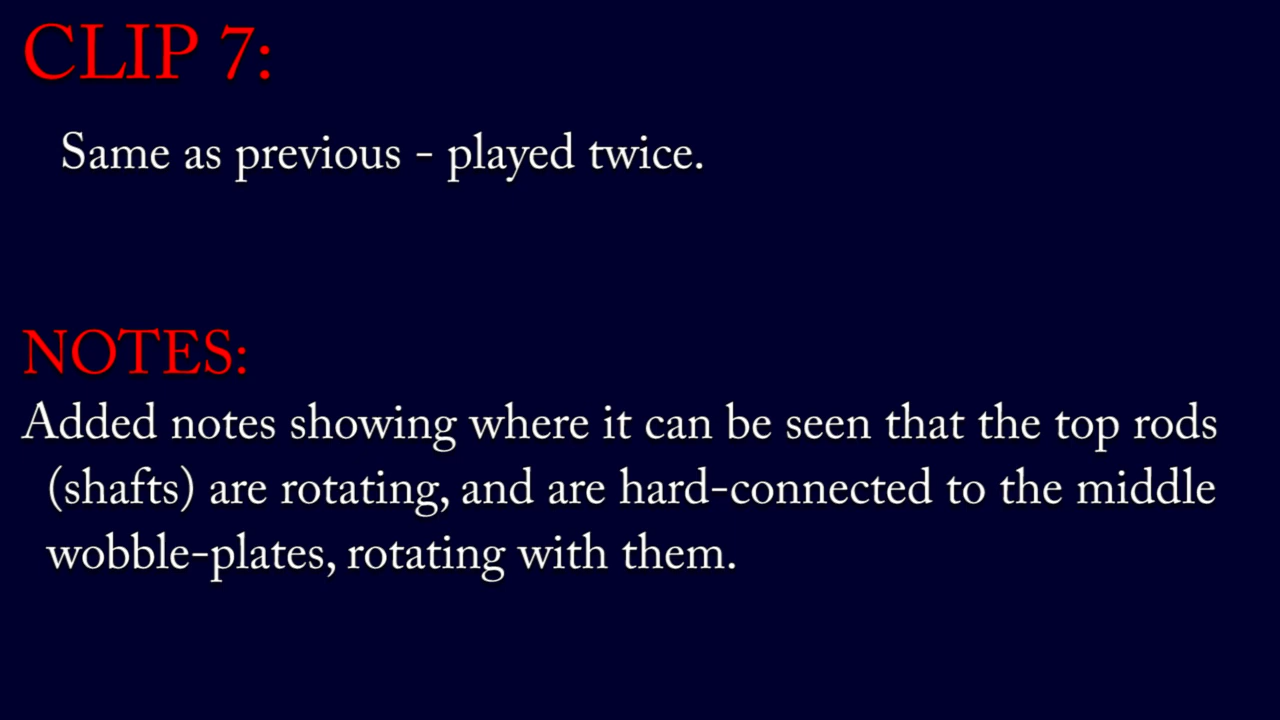 CLIP 7:
Same as previous - played twice.
NOTES:
Added notes showing where it can be seen that the top rods
(shafts) are rotating, and are hard-connected to the middle
wobble-plates, rotating with them.